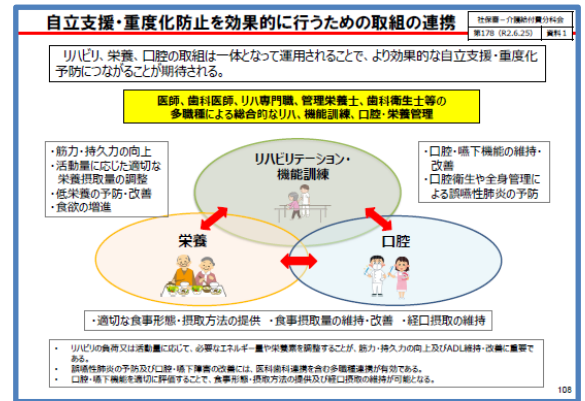 自立支援・重度化防止を効果的に行うための取組の連携
社保審-介護給付費分科会
第178（R2.6.25） 資料1
リハビリ、栄養、口腔の取組は一体となって運用されることで、より効果的な自立支援・重度化
予防につながることが期待される。
医師、歯科医師、リハ専門職、管理栄養士、歯科衛生士等の
多職種による総合的なリハ、機能訓練、口腔・栄養管理
・筋力・持久力の向上
・活動量に応じた適切な
栄養摂取量の調整
・低栄養の予防・改善
・食欲の増進
リハビリテーション・
機能訓練
・口腔・嚥下機能の維持・
改善
・口腔衛生や全身管理に
よる誤嚥性肺炎の予防
栄養
口腔
・適切な食事形態・摂取方法の提供 ・食事摂取量の維持・改善 ・経口摂取の維持
・ リハビリの負荷又は活動量に応じて、必要なエネルギー量や栄養素を調整することが、筋力・持久力の向上及びADL維持・改善に重要で
ある。
・ 誤嚥性肺炎の予防及び口腔・嚥下障害の改善には、医科歯科連携を含む多職種連携が有効である。
・ 口腔・嚥下機能を適切に評価することで、食事形態・摂取方法の提供及び経口摂取の維持が可能となる。
108